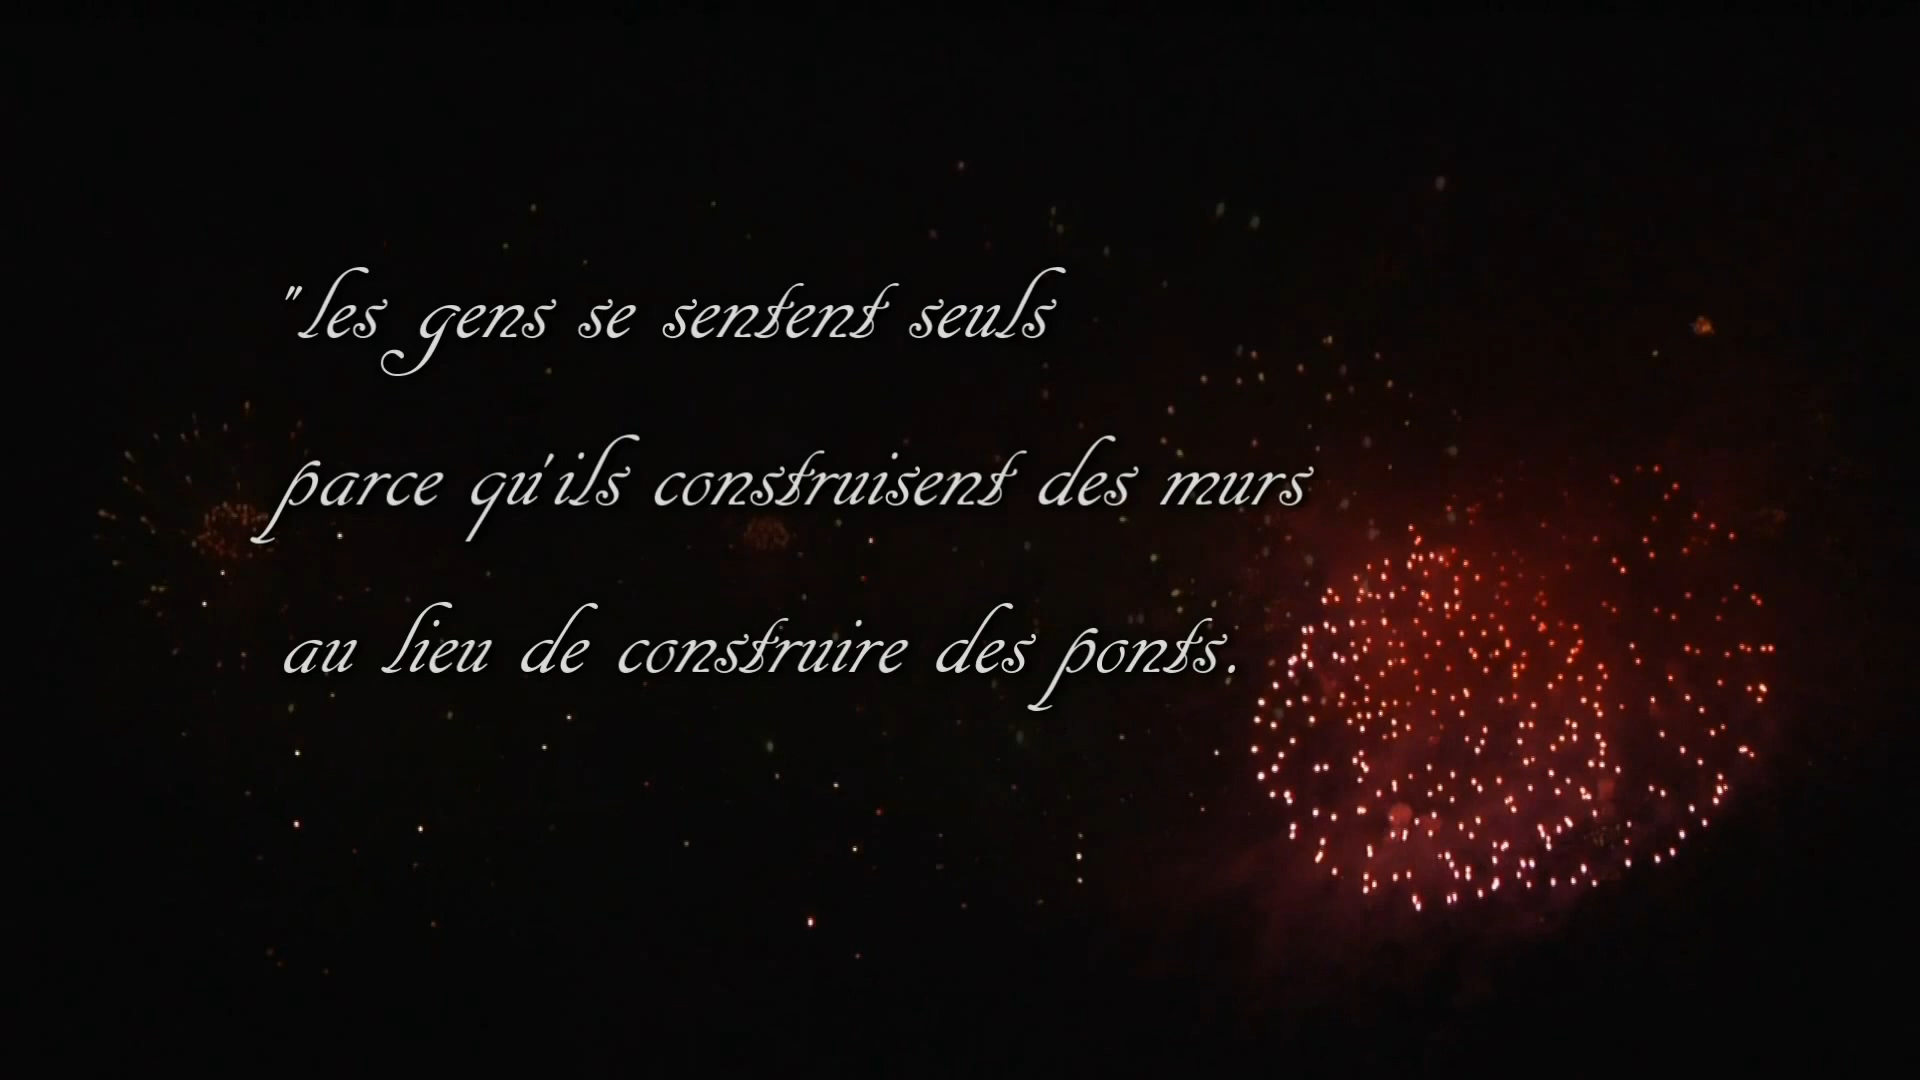 "les gens se sentent seuls
parce qu'ils construisent des murs
au lieu de construire des ponts.